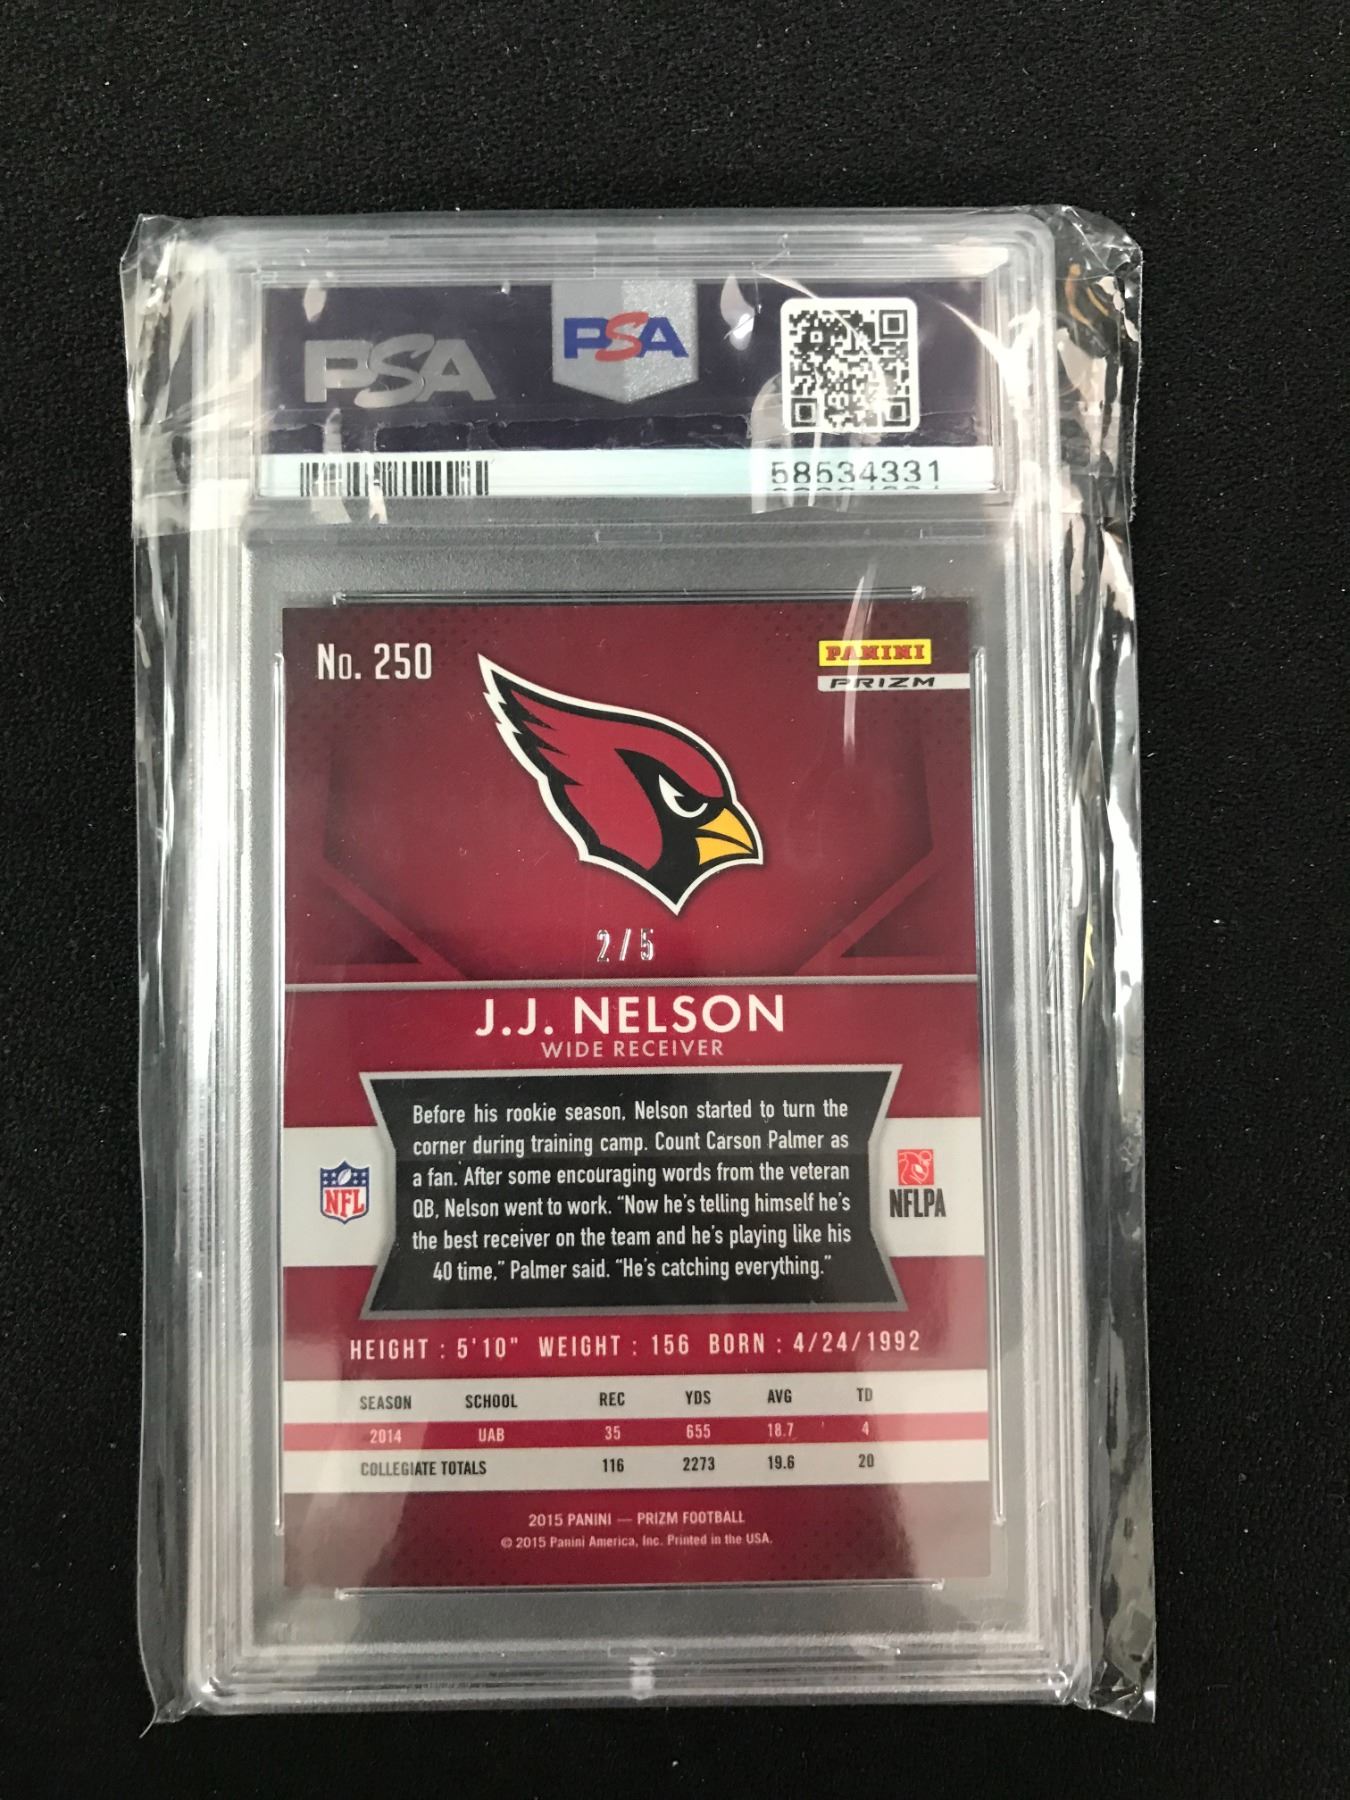 PSA
PSA
58534331
No. 250
PANINI
PRIZM
2/5
J.J. NELSON
WIDE RECEIVER
Before his rookie season, Nelson started to turn the
corner during training camp. Count Carson Palmer as
a fan. After some encouraging words from the veteran
QB, Nelson went to work. "Now he's telling himself he's
the best receiver on the team and he's playing like his
40 time," Palmer said. "He's catching everything."
NFL
NFLPA
HEIGHT : 5'10" WEIGHT : 156 BORN : 4/24/1992
SEASON SCHOOL REC YDS AVG TD
2014 UAB 35 655 18.7 4
COLLEGIATE TOTALS 116 2273 19.6 20
2015 PANINI — PRIZM FOOTBALL
© 2015 Panini America, Inc. Printed in the USA.